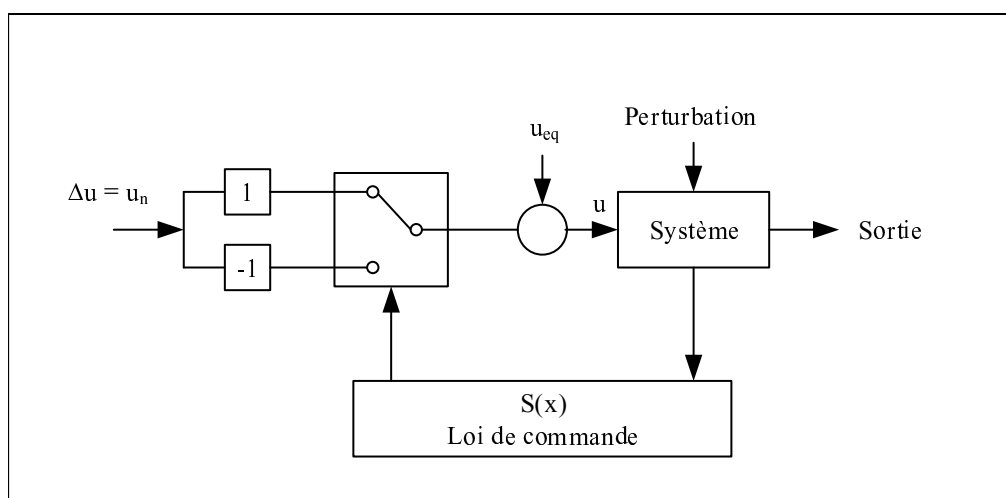 Perturbation
u_eq
Δu = u_n
1
u
Système
Sortie
-1
S(x)
Loi de commande